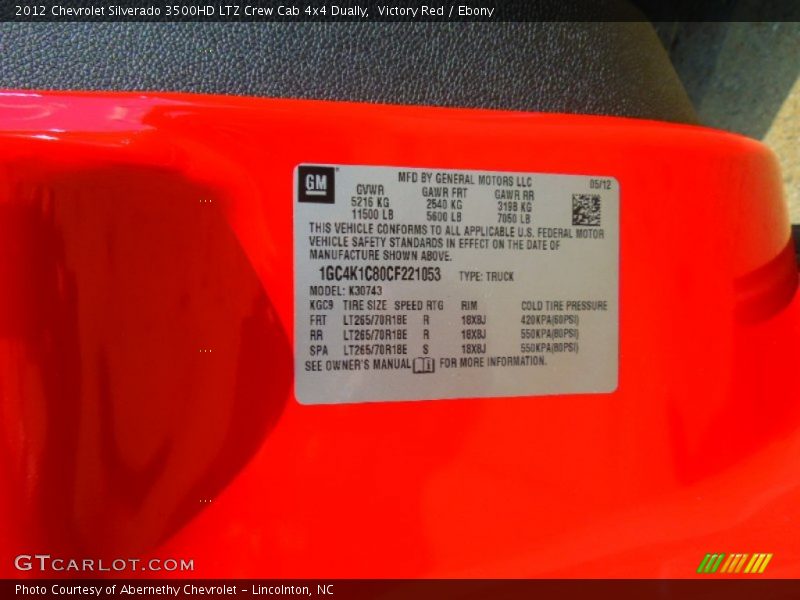 2012 Chevrolet Silverado 3500HD LTZ Crew Cab 4x4 Dually, Victory Red / Ebony
GM
MFD BY GENERAL MOTORS LLC 05/12
GVWR GAWR FRT GAWR RR
5216 KG 2540 KG 3198 KG
11500 LB 5600 LB 7050 LB
THIS VEHICLE CONFORMS TO ALL APPLICABLE U.S. FEDERAL MOTOR
VEHICLE SAFETY STANDARDS IN EFFECT ON THE DATE OF
MANUFACTURE SHOWN ABOVE.
1GC4K1C80CF221053 TYPE: TRUCK
MODEL: K30743
KGC9 TIRE SIZE SPEED RTG RIM COLD TIRE PRESSURE
FRT LT265/70R18E R 18X8J 420KPA(60PSI)
RR LT265/70R18E R 18X8J 550KPA(80PSI)
SPA LT265/70R18E S 18X8J 550KPA(80PSI)
SEE OWNER'S MANUAL FOR MORE INFORMATION.
GTCARLOT.COM
Photo Courtesy of Abernethy Chevrolet - Lincolnton, NC